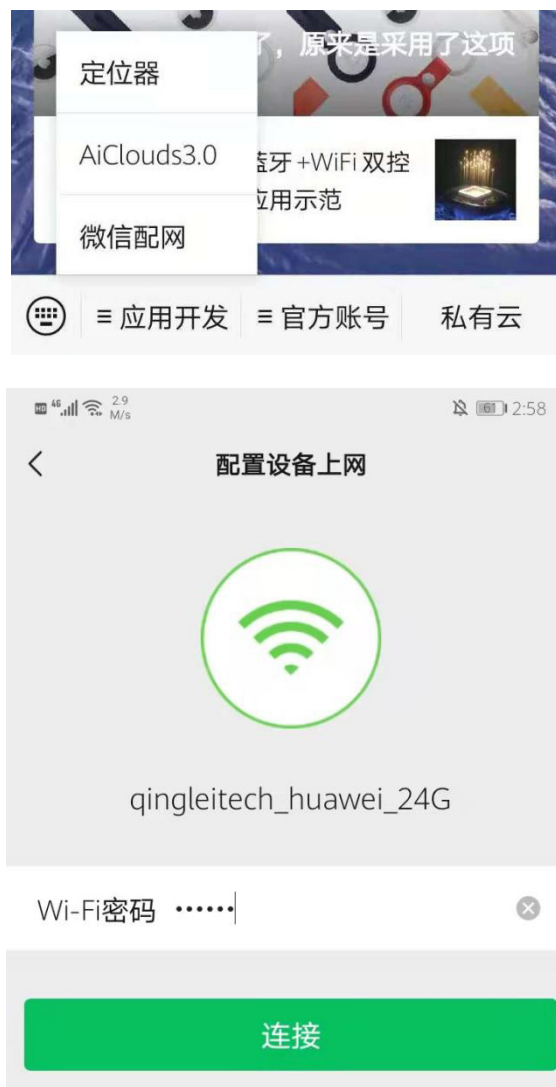 了，原来是采用了这项
定位器
AiClouds3.0
蓝牙+WiFi 双控
应用示范
微信配网
≡ 应用开发 ≡ 官方账号 私有云
HD 4G 2.9 M/s 61 2:58
配置设备上网
qingleitech_huawei_24G
Wi-Fi密码 ······
连接